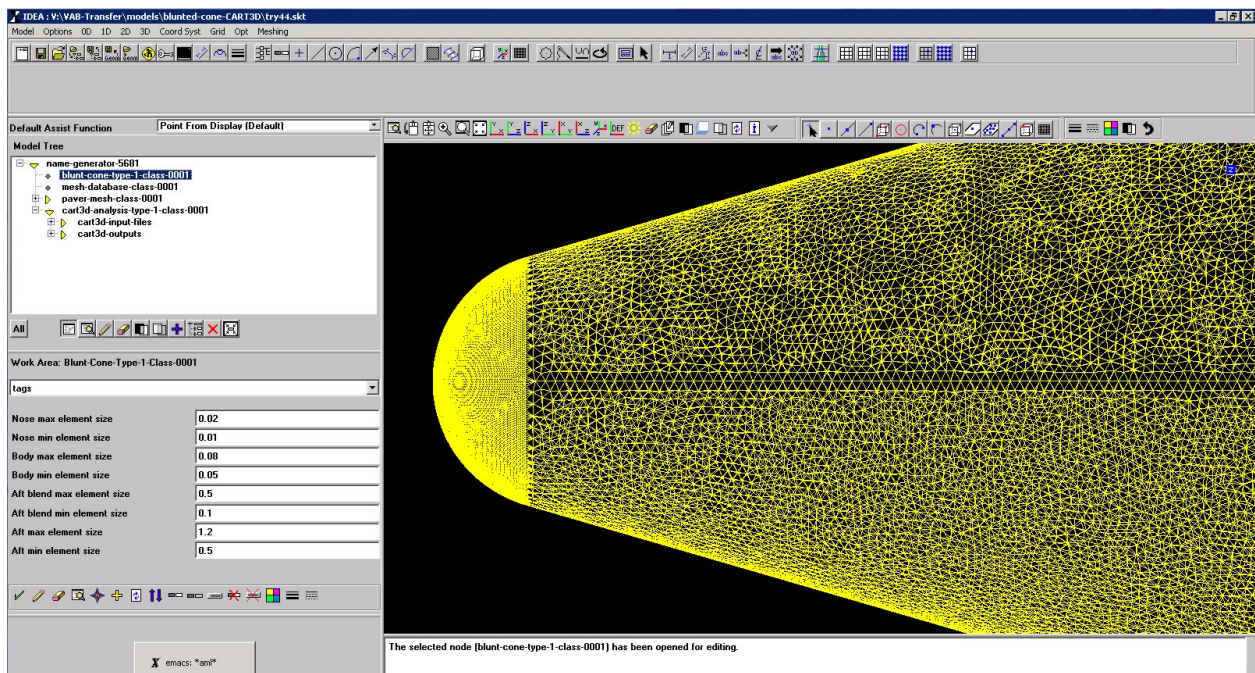 IDEA : V:\VAB-Transfer\models\blunted-cone-CART3D\try44.skt
Model Options 0D 1D 2D 3D Coord Syst Grid Opt Meshing
Default Assist Function Point From Display (Default)
DEF
Model Tree
name-generator-5681
blunt-cone-type-1-class-0001
mesh-database-class-0001
paver-mesh-class-0001
cart3d-analysis-type-1-class-0001
cart3d-input-files
cart3d-outputs
Z
All
Work Area: Blunt-Cone-Type-1-Class-0001
tags
Nose max element size 0.02
Nose min element size 0.01
Body max element size 0.08
Body min element size 0.05
Aft blend max element size 0.5
Aft blend min element size 0.1
Aft max element size 1.2
Aft min element size 0.5
The selected node (blunt-cone-type-1-class-0001) has been opened for editing.
X emacs: *aml*